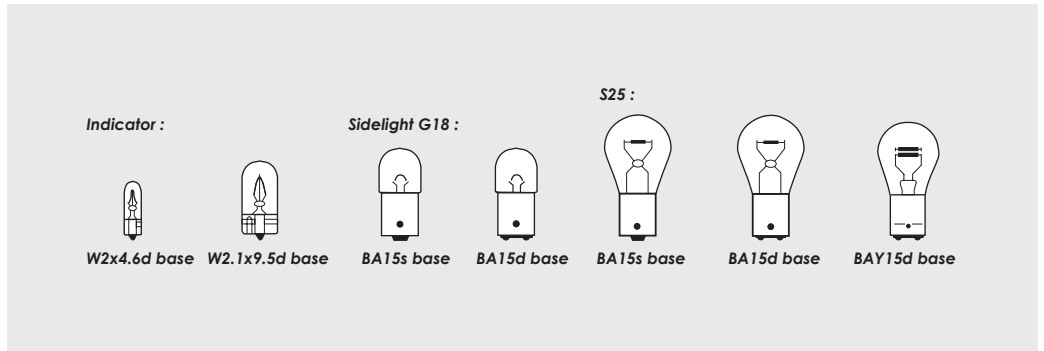 S25 :
Indicator :
Sidelight G18 :
W2x4.6d base
W2.1x9.5d base
BA15s base
BA15d base
BA15s base
BA15d base
BAY15d base